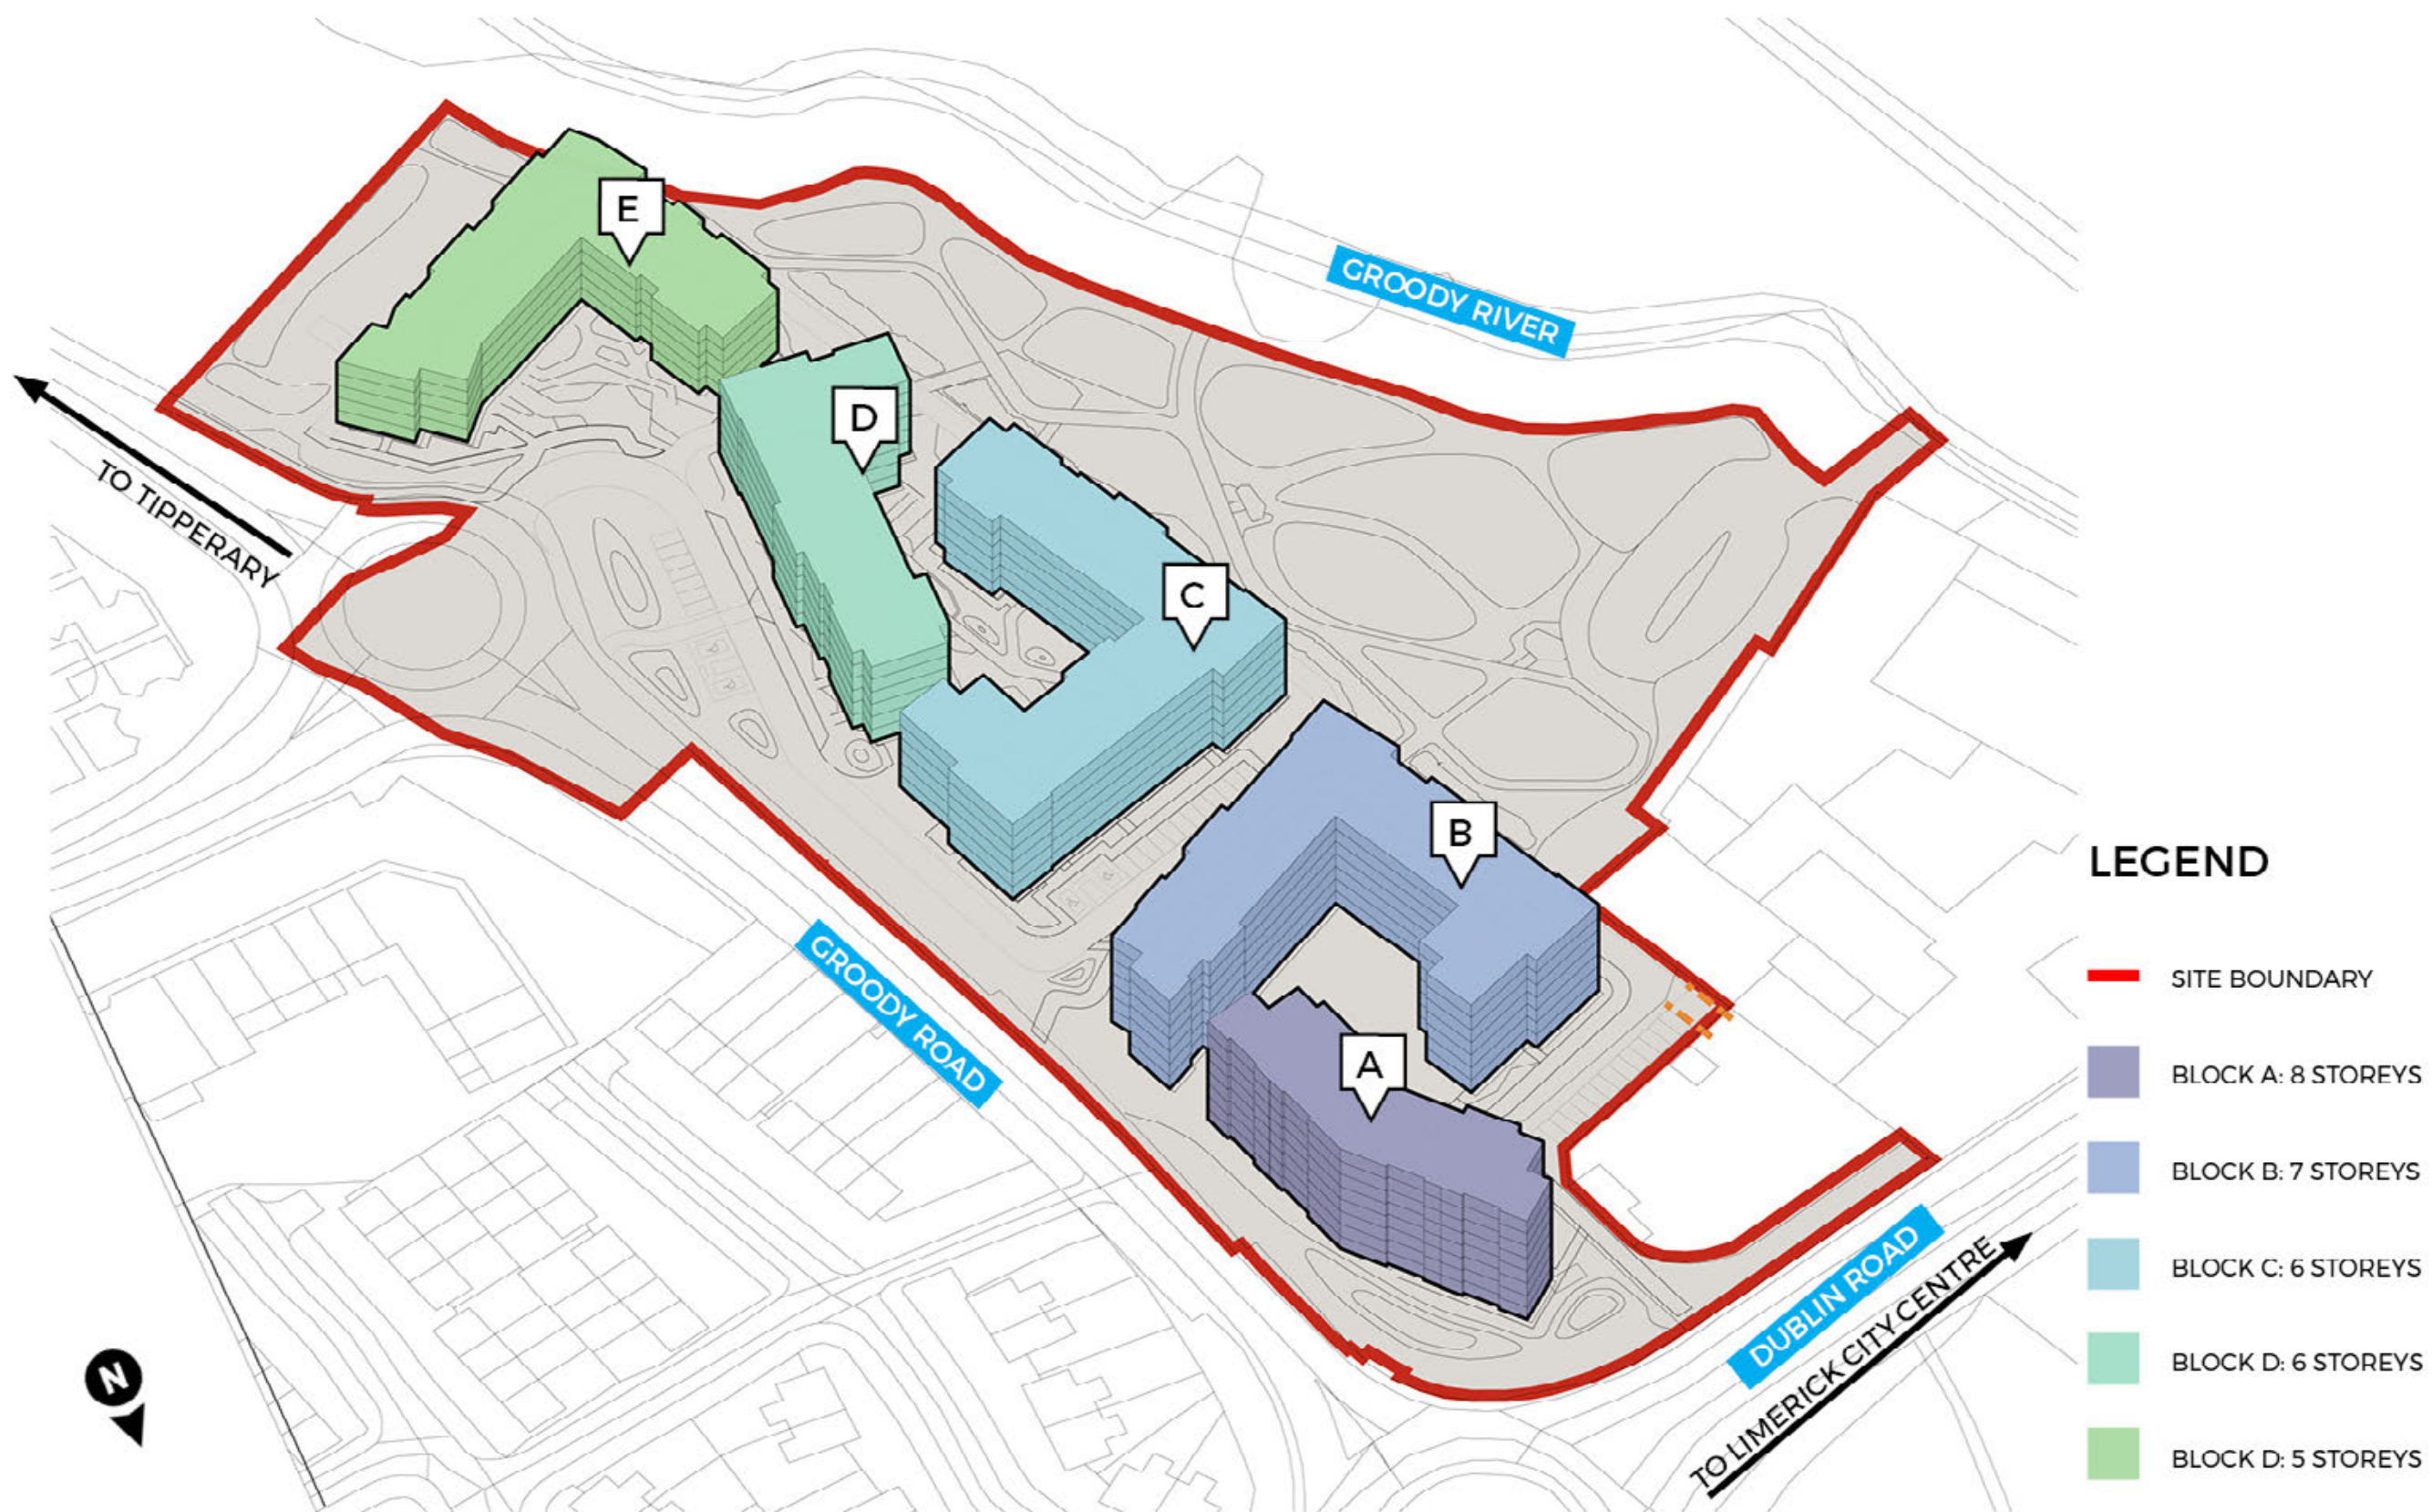 E
D
GROODY RIVER
TO TIPPERARY
C
B
GROODY ROAD
A
DUBLIN ROAD
TO LIMERICK CITY CENTRE
N
LEGEND
SITE BOUNDARY
BLOCK A: 8 STOREYS
BLOCK B: 7 STOREYS
BLOCK C: 6 STOREYS
BLOCK D: 6 STOREYS
BLOCK D: 5 STOREYS